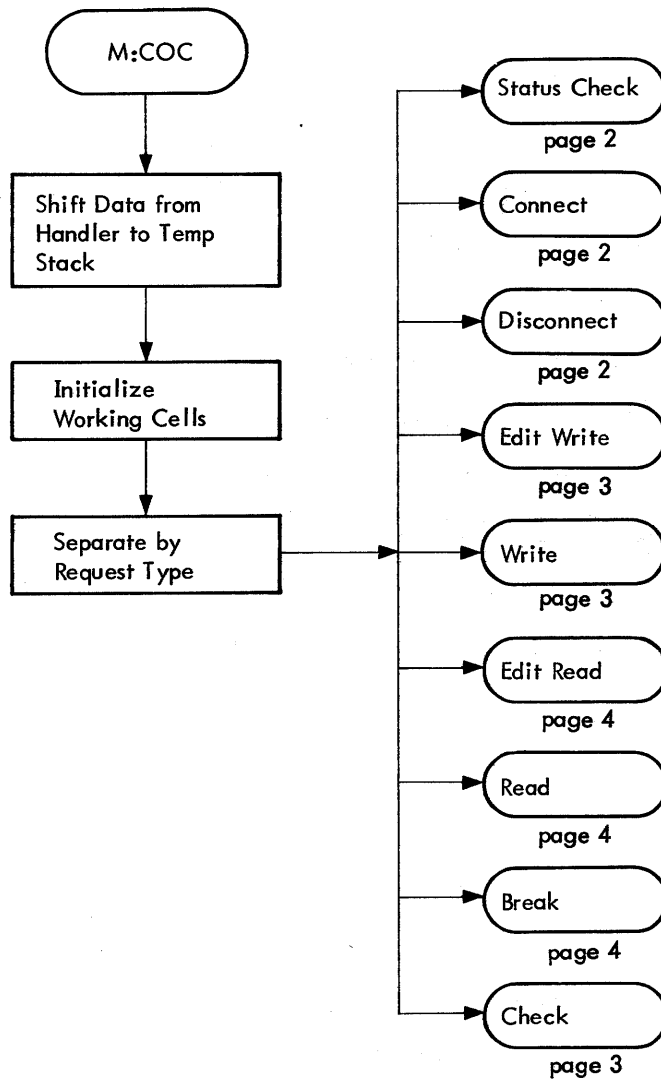 M:COC
Shift Data from
Handler to Temp
Stack
Initialize
Working Cells
Separate by
Request Type
Status Check
page 2
Connect
page 2
Disconnect
page 2
Edit Write
page 3
Write
page 3
Edit Read
page 4
Read
page 4
Break
page 4
Check
page 3